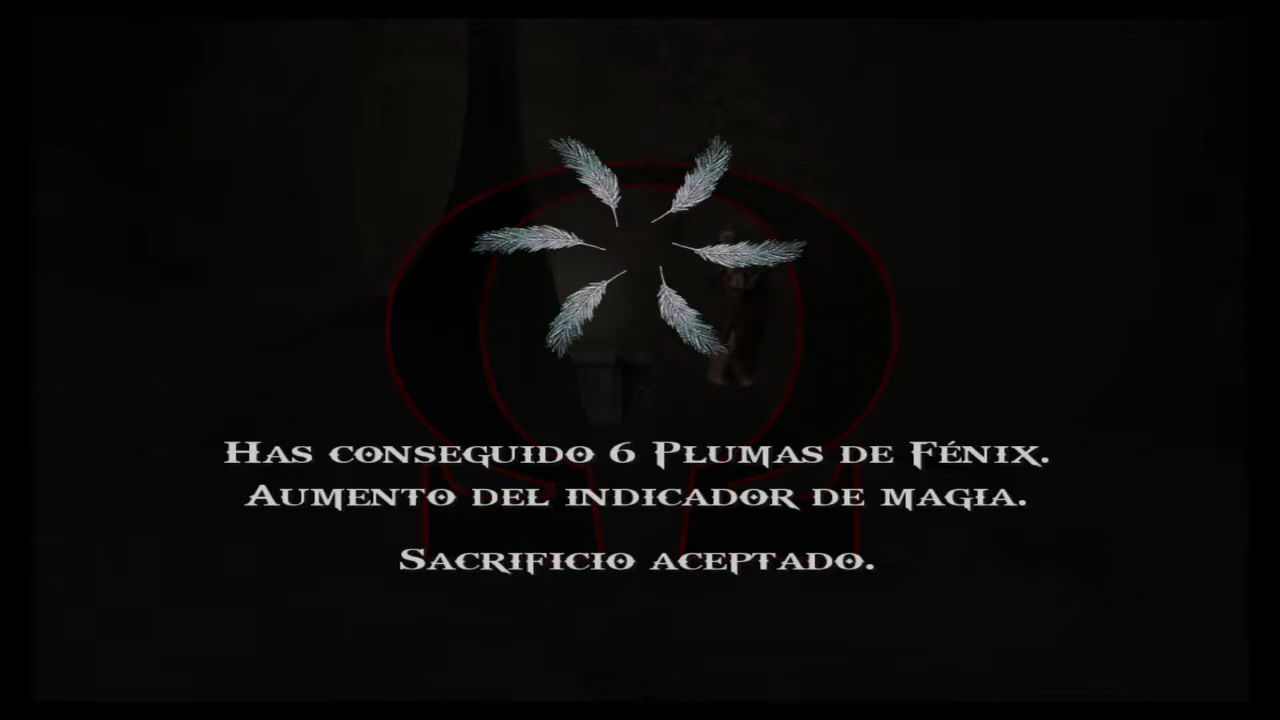 Has conseguido 6 Plumas de Fénix.
Aumento del indicador de magia.
Sacrificio aceptado.